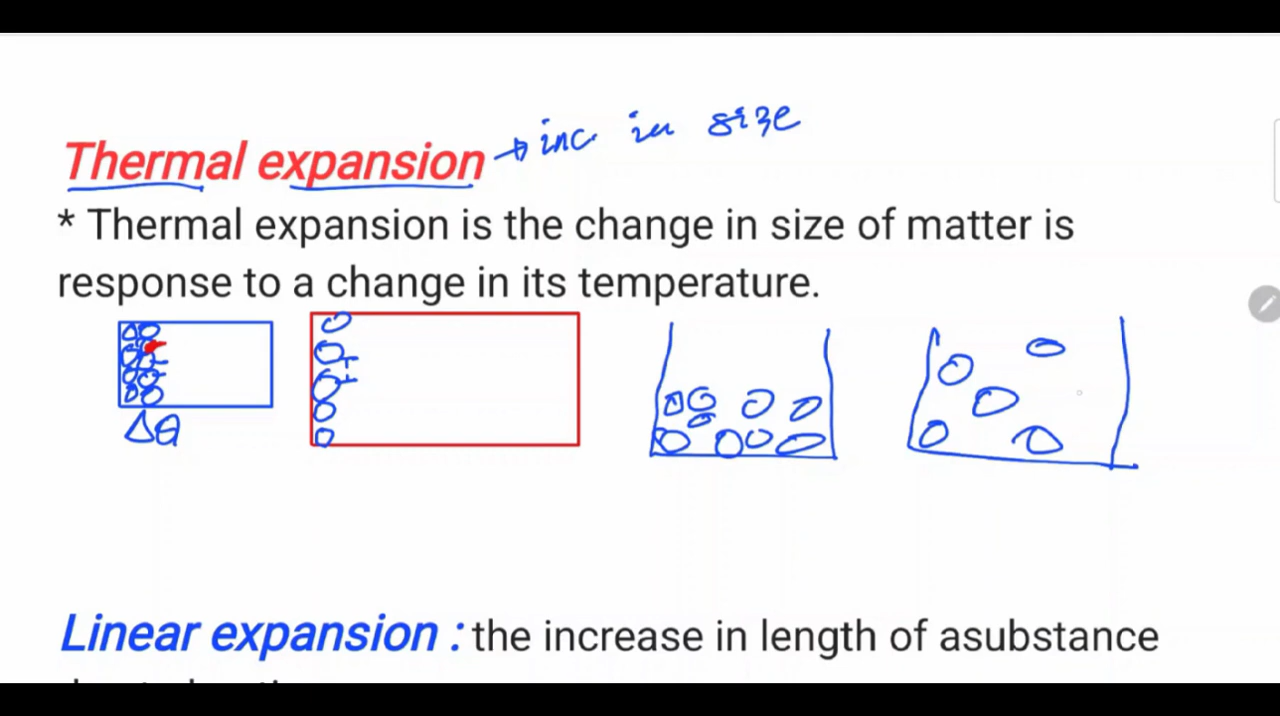 → inc. in size
Thermal expansion
* Thermal expansion is the change in size of matter is
response to a change in its temperature.
Δθ
Linear expansion : the increase in length of asubstance